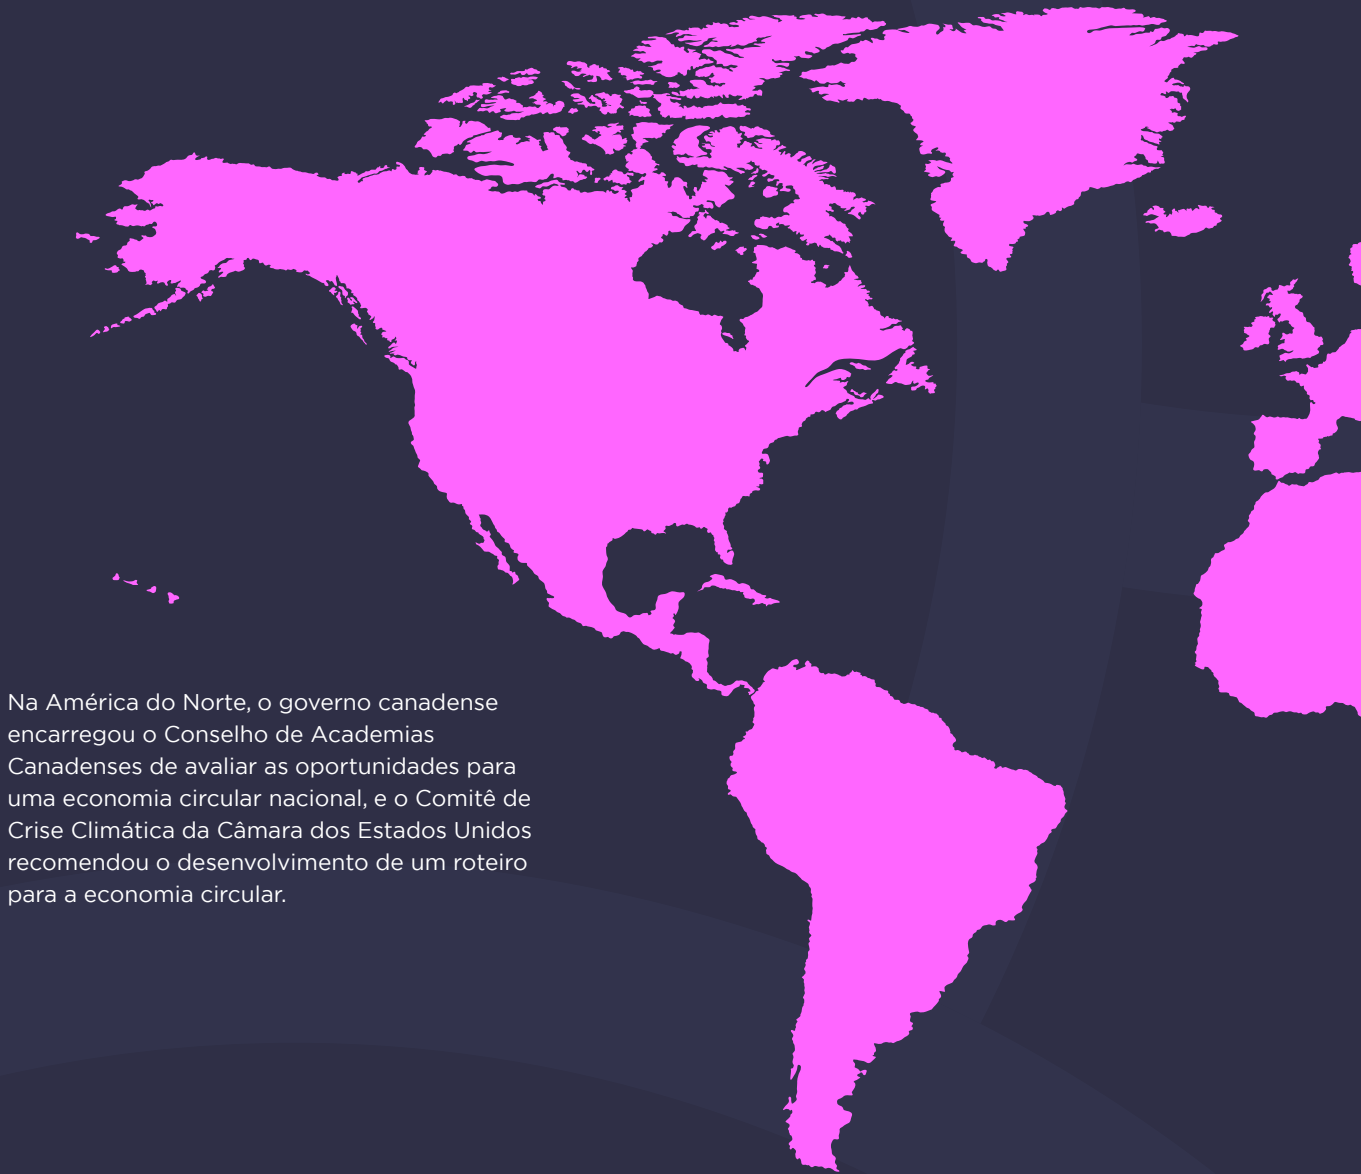 Na América do Norte, o governo canadense
encarregou o Conselho de Academias
Canadenses de avaliar as oportunidades para
uma economia circular nacional, e o Comitê de
Crise Climática da Câmara dos Estados Unidos
recomendou o desenvolvimento de um roteiro
para a economia circular.